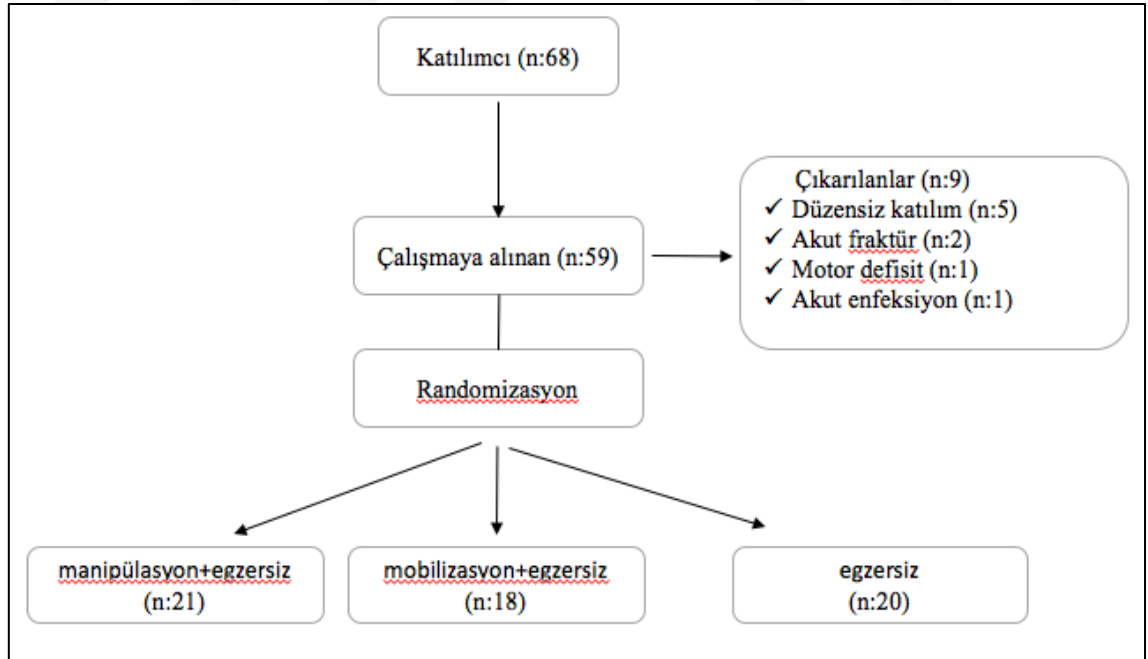 Katılımcı (n:68)
Çıkarılanlar (n:9)
✓ Düzensiz katılım (n:5)
✓ Akut fraktür (n:2)
✓ Motor defisit (n:1)
✓ Akut enfeksiyon (n:1)
Çalışmaya alınan (n:59)
Randomizasyon
manipülasyon+egzersiz
(n:21)
mobilizasyon+egzersiz
(n:18)
egzersiz
(n:20)